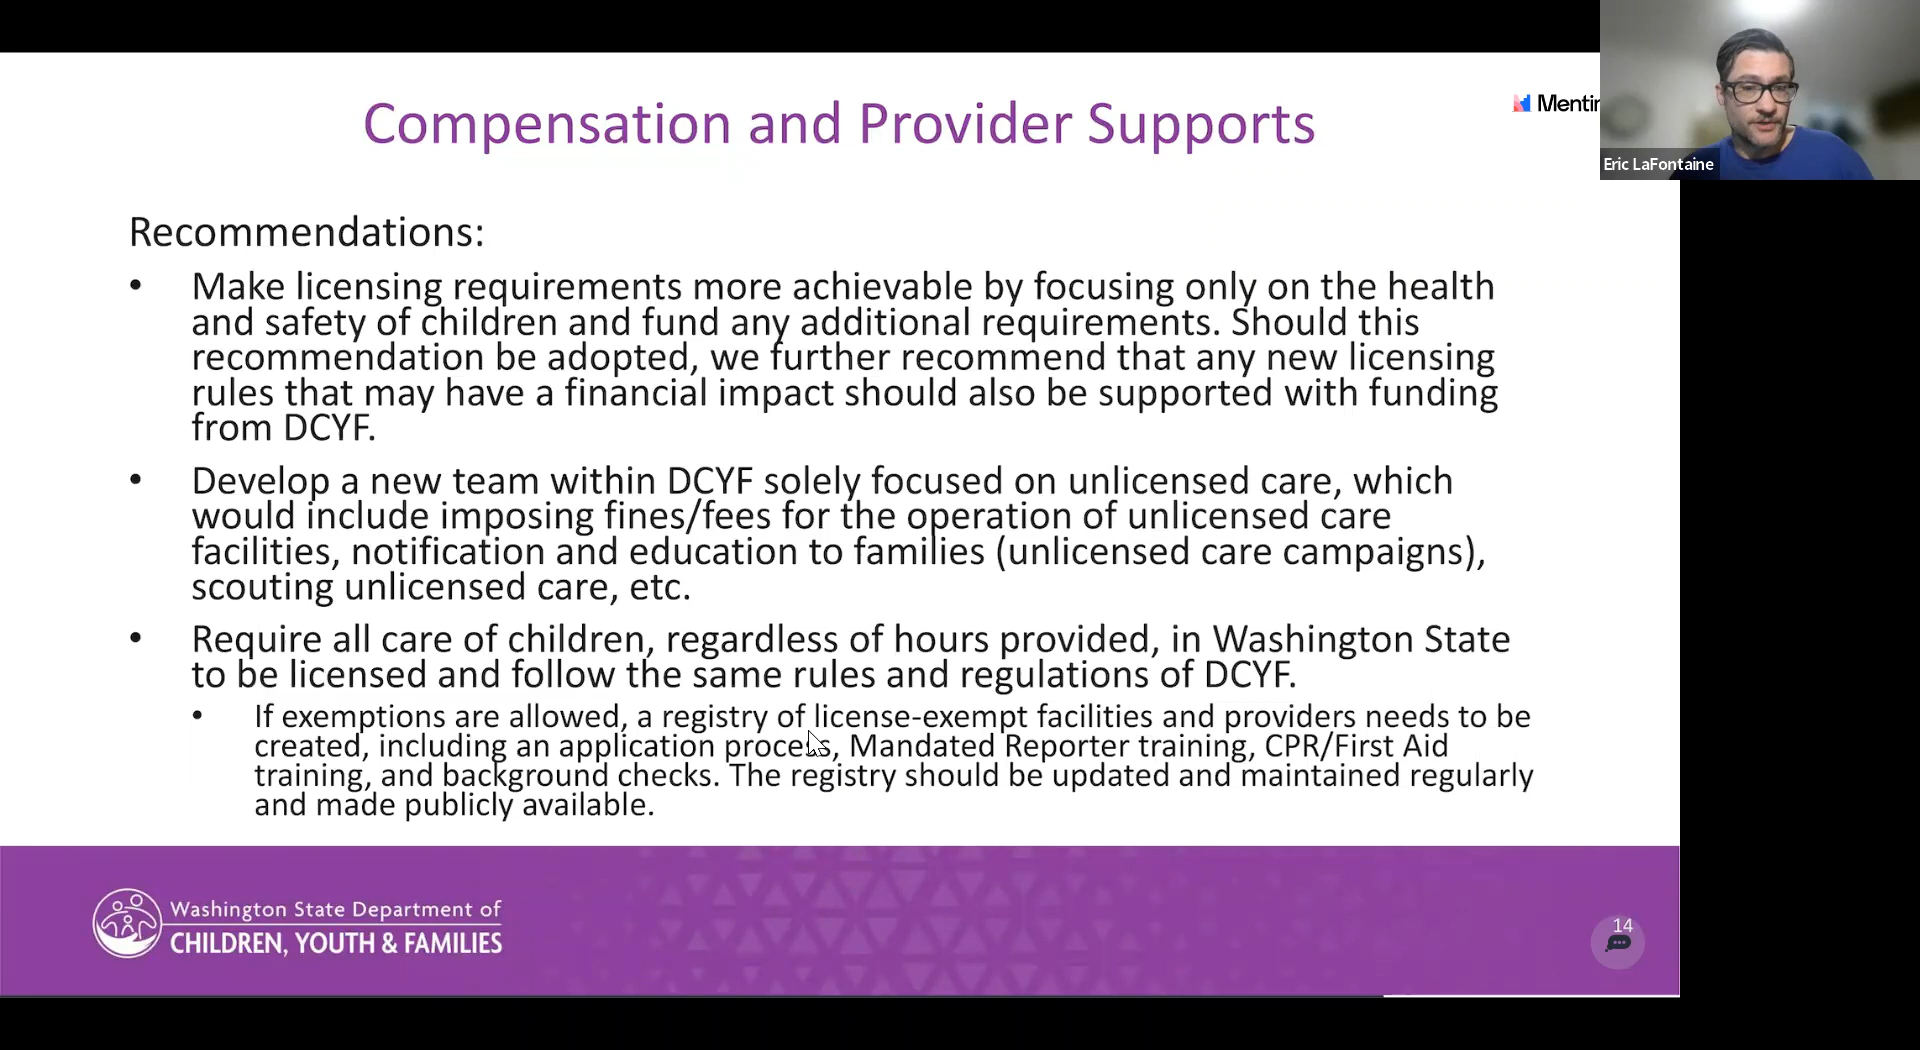 Compensation and Provider Supports
Mentir
Eric LaFontaine
Recommendations:
• Make licensing requirements more achievable by focusing only on the health
and safety of children and fund any additional requirements. Should this
recommendation be adopted, we further recommend that any new licensing
rules that may have a financial impact should also be supported with funding
from DCYF.
• Develop a new team within DCYF solely focused on unlicensed care, which
would include imposing fines/fees for the operation of unlicensed care
facilities, notification and education to families (unlicensed care campaigns),
scouting unlicensed care, etc.
• Require all care of children, regardless of hours provided, in Washington State
to be licensed and follow the same rules and regulations of DCYF.
• If exemptions are allowed, a registry of license-exempt facilities and providers needs to be
created, including an application process, Mandated Reporter training, CPR/First Aid
training, and background checks. The registry should be updated and maintained regularly
and made publicly available.
Washington State Department of
CHILDREN, YOUTH & FAMILIES
14